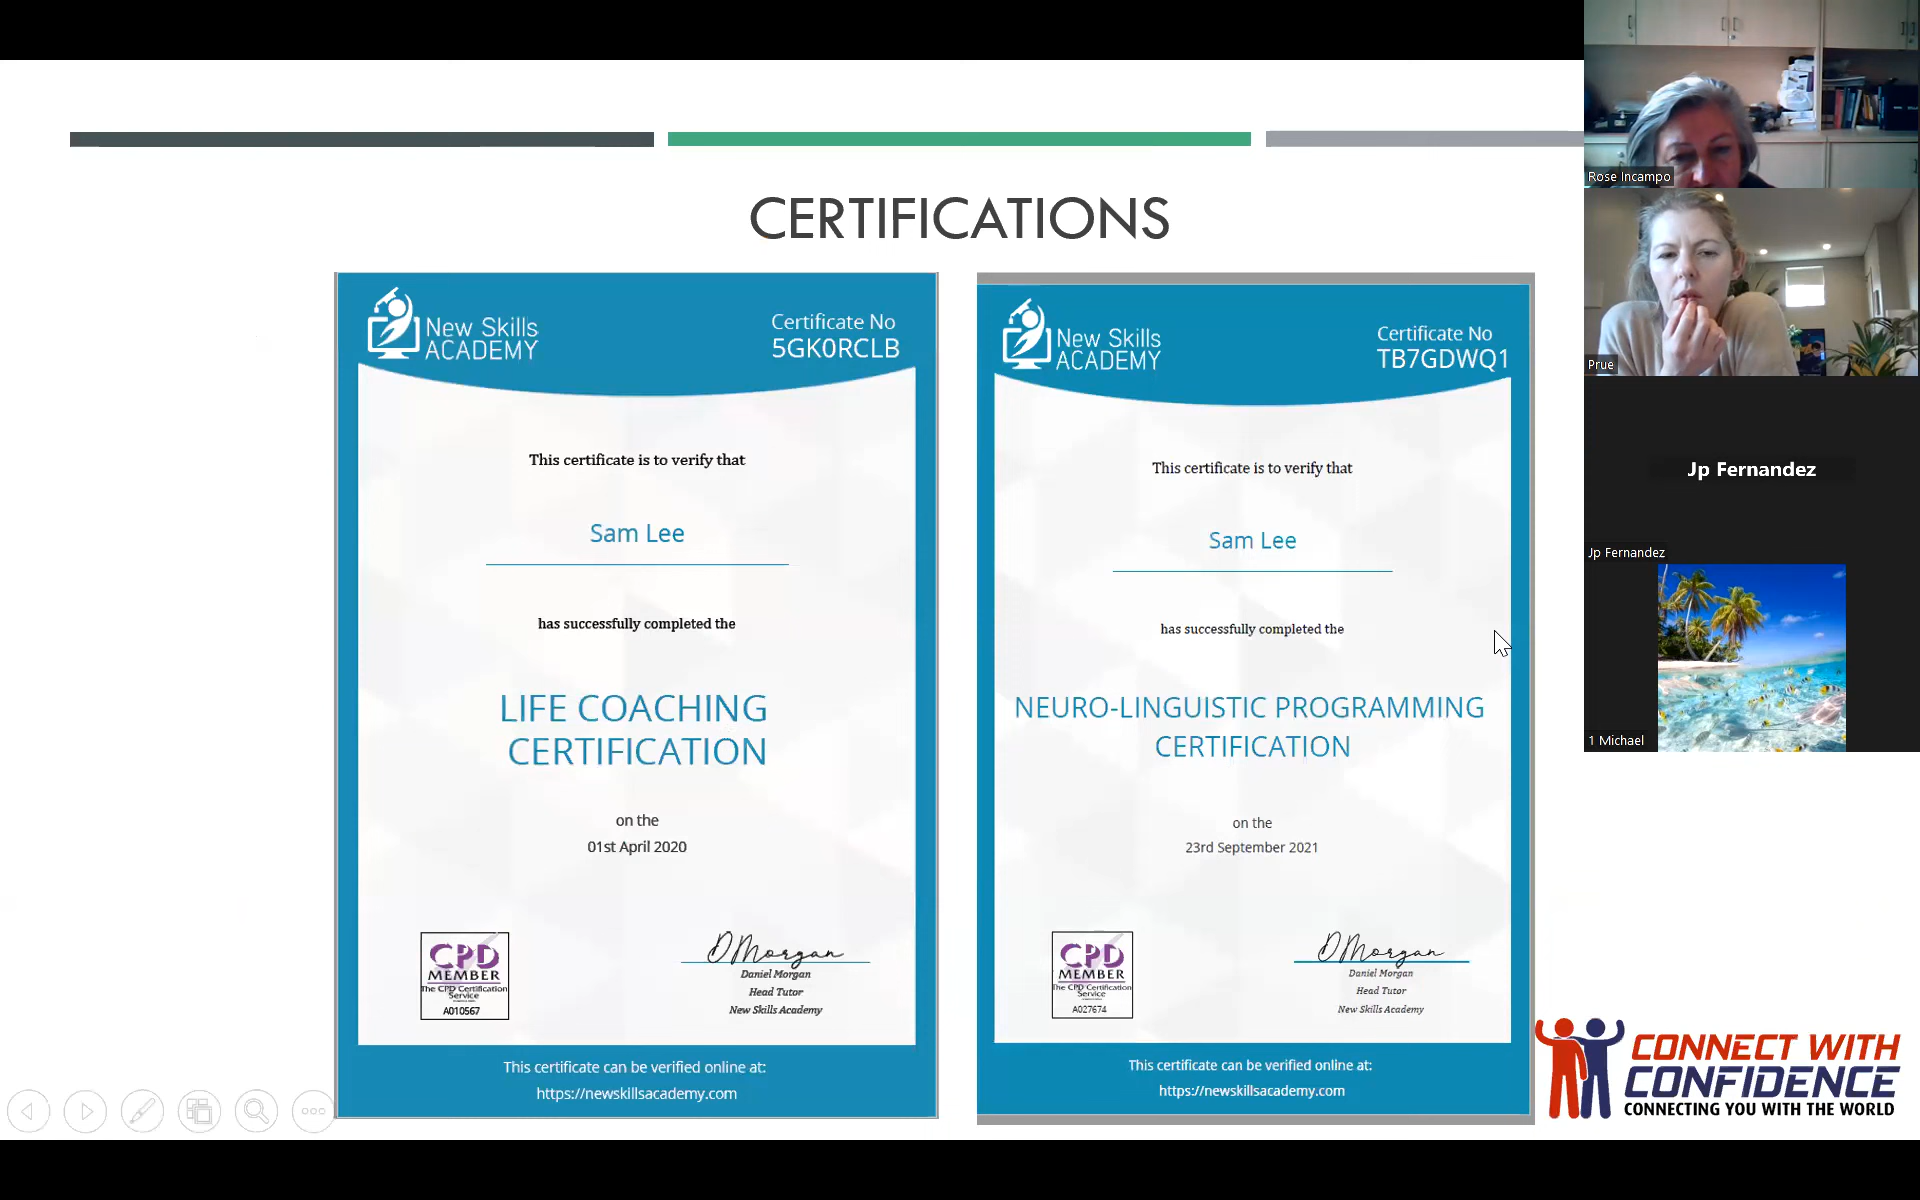 CERTIFICATIONS
New Skills
ACADEMY
Certificate No
5GK0RCLB
This certificate is to verify that
Sam Lee
has successfully completed the
LIFE COACHING
CERTIFICATION
on the
01st April 2020
CPD
MEMBER
The CPD Certification
Service
A010567
DMorgan
Daniel Morgan
Head Tutor
New Skills Academy
This certificate can be verified online at:
https://newskillsacademy.com
New Skills
ACADEMY
Certificate No
TB7GDWQ1
This certificate is to verify that
Sam Lee
has successfully completed the
NEURO-LINGUISTIC PROGRAMMING
CERTIFICATION
on the
23rd September 2021
CPD
MEMBER
The CPD Certification
Service
A027674
DMorgan
Daniel Morgan
Head Tutor
New Skills Academy
This certificate can be verified online at:
https://newskillsacademy.com
Rose Incampo
Prue
Jp Fernandez
Jp Fernandez
1 Michael
CONNECT WITH
CONFIDENCE
CONNECTING YOU WITH THE WORLD